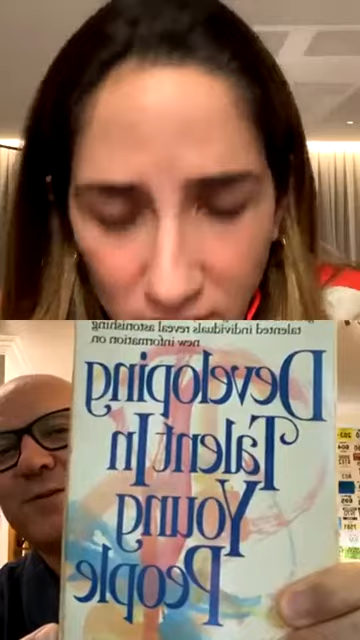 talented individuals reveal astonishing
new information on
Developing
Talent In
Young
People